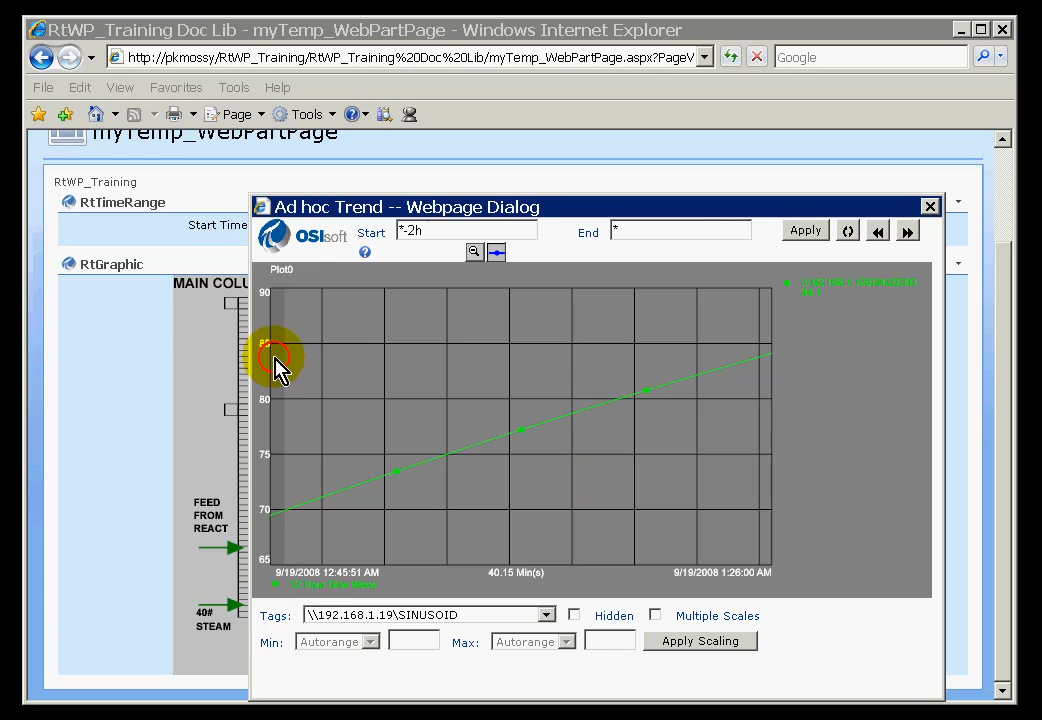 RtWP_Training Doc Lib - myTemp_WebPartPage - Windows Internet Explorer
http://pkmossy/RtWP_Training/RtWP_Training%20Doc%20Lib/myTemp_WebPartPage.aspx?PageV
Google
File Edit View Favorites Tools Help
Page Tools
myTemp_WebPartPage
RtWP_Training
RtTimeRange
Start Time
RtGraphic
MAIN COLU
FEED
FROM
REACT
40#
STEAM
Ad hoc Trend -- Webpage Dialog
OSIsoft Start *-2h End * Apply
Plot0
90
80
75
70
65
9/19/2008 12:45:51 AM 40.15 Min(s) 9/19/2008 1:26:00 AM
Tags: \\192.168.1.19\SINUSOID Hidden Multiple Scales
Min: Autorange Max: Autorange Apply Scaling